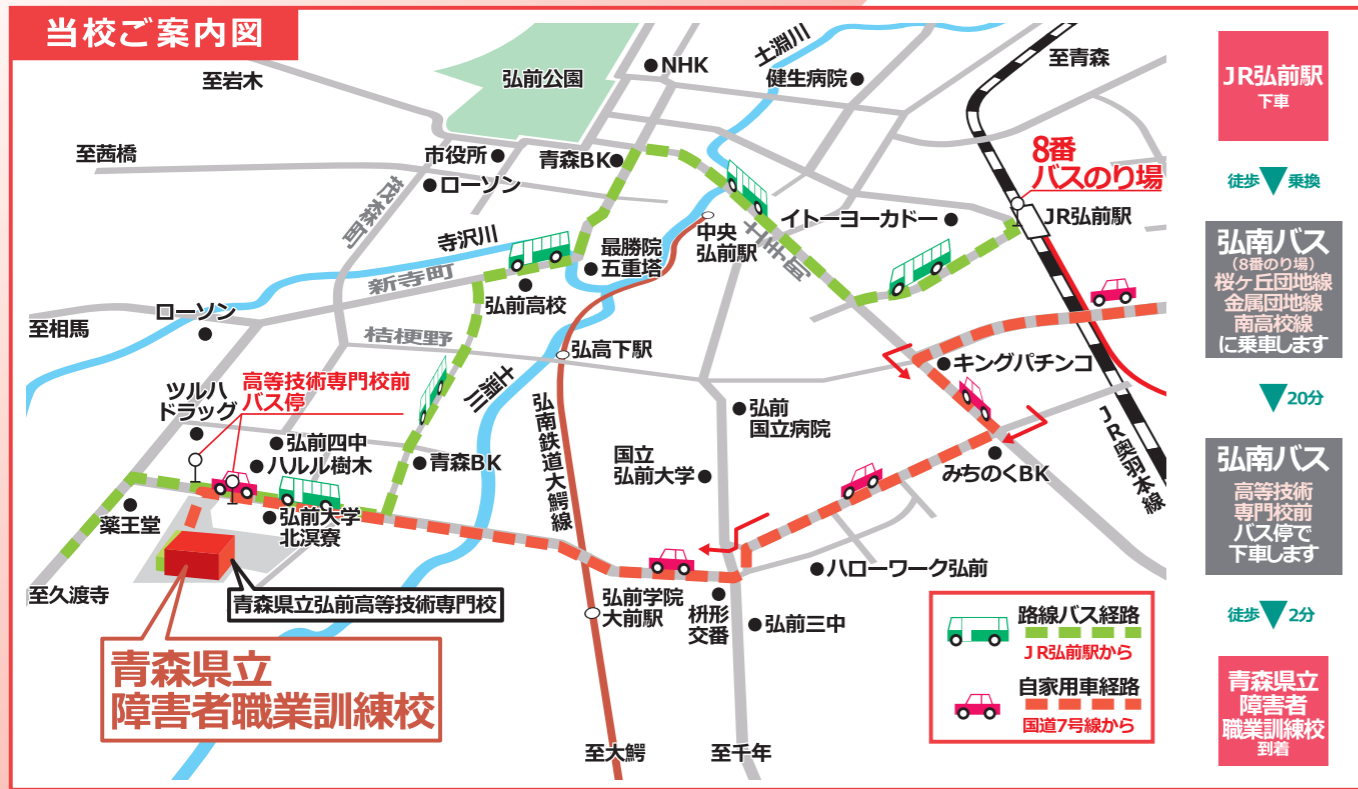 当校ご案内図
至岩木
弘前公園
NHK
土淵川
健生病院
至青森
至茜橋
市役所
ローソン
青森BK
8番
バスのり場
茂森町
イトーヨーカドー
JR弘前駅
寺沢川
最勝院
五重塔
中央
弘前駅
土手町
新寺町
弘前高校
ローソン
至相馬
桔梗野
弘高下駅
キングパチンコ
ツルハ
ドラッグ
高等技術専門校前
バス停
土淵川
弘南鉄道大鰐線
弘前
国立病院
弘前四中
ハルル樹木
青森BK
国立
弘前大学
みちのくBK
JR奥羽本線
薬王堂
弘前大学
北溟寮
ハローワーク弘前
至久渡寺
青森県立弘前高等技術専門校
弘前学院
大前駅
枡形
交番
弘前三中
青森県立
障害者職業訓練校
至大鰐
至千年
路線バス経路
JR弘前駅から
自家用車経路
国道7号線から
JR弘前駅
下車
徒歩 乗換
弘南バス
(8番のり場)
桜ヶ丘団地線
金属団地線
南高校線
に乗車します
20分
弘南バス
高等技術
専門校前
バス停で
下車します
徒歩 2分
青森県立
障害者
職業訓練校
到着